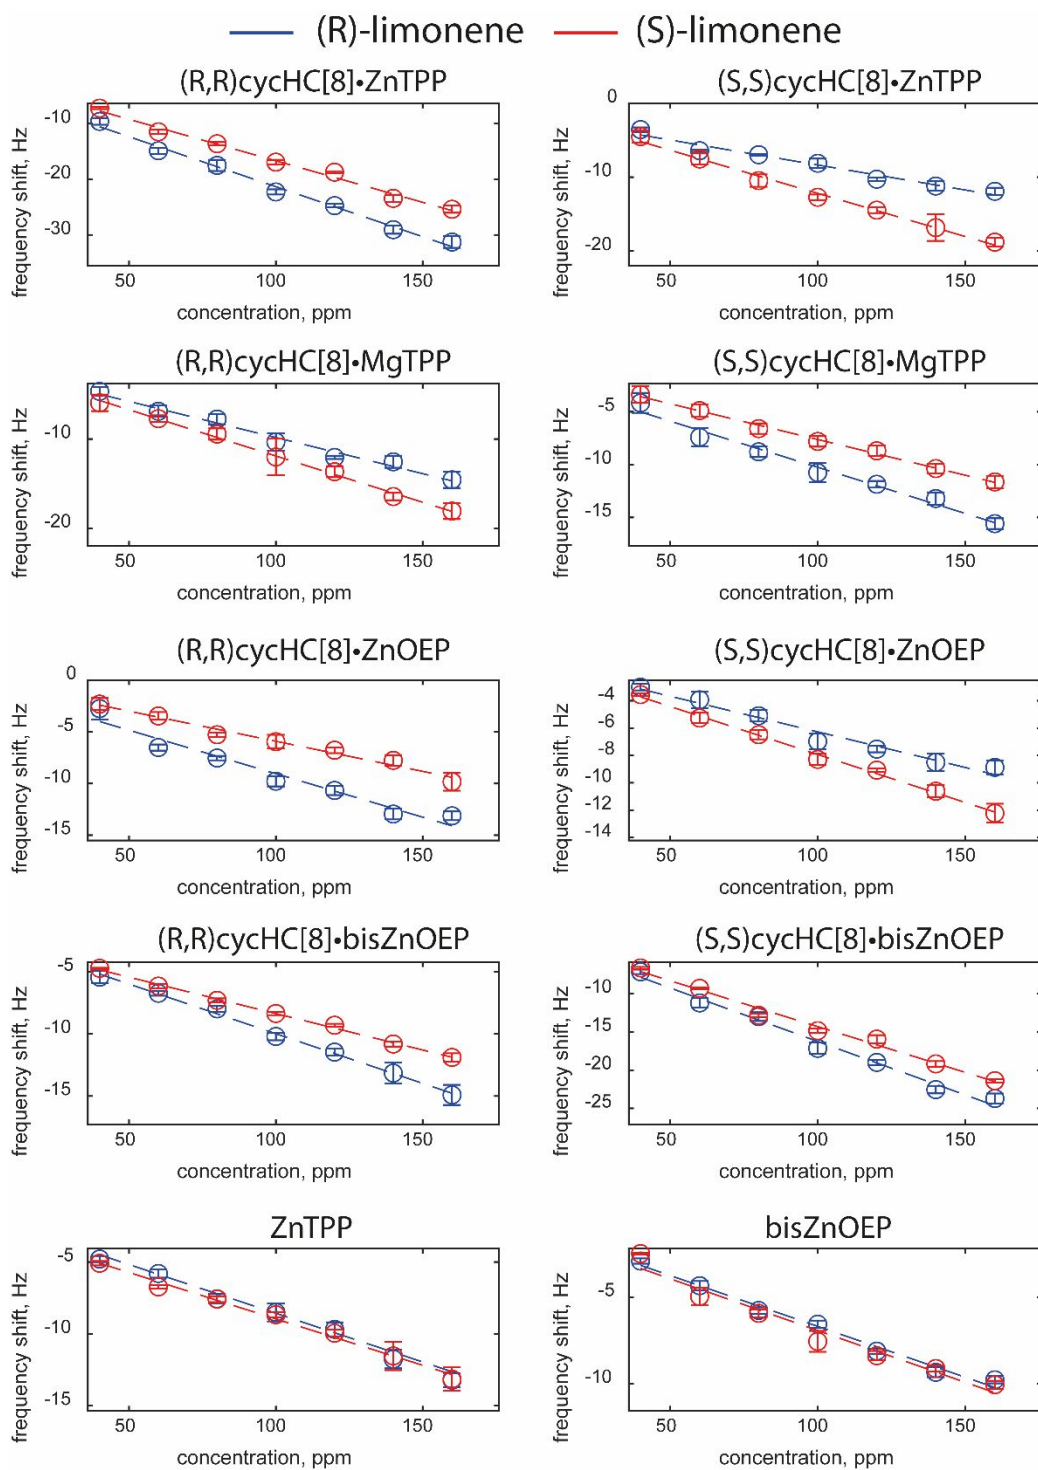 (R)-limonene (S)-limonene
(R,R)cycHC[8]•ZnTPP
frequency shift, Hz
-10
-20
-30
50 100 150
concentration, ppm
(S,S)cycHC[8]•ZnTPP
frequency shift, Hz
0
-10
-20
50 100 150
concentration, ppm
(R,R)cycHC[8]•MgTPP
frequency shift, Hz
-10
-20
50 100 150
concentration, ppm
(S,S)cycHC[8]•MgTPP
frequency shift, Hz
-5
-10
-15
50 100 150
concentration, ppm
(R,R)cycHC[8]•ZnOEP
frequency shift, Hz
0
-5
-10
-15
50 100 150
concentration, ppm
(S,S)cycHC[8]•ZnOEP
frequency shift, Hz
-4
-6
-8
-10
-12
-14
50 100 150
concentration, ppm
(R,R)cycHC[8]•bisZnOEP
frequency shift, Hz
-5
-10
-15
50 100 150
concentration, ppm
(S,S)cycHC[8]•bisZnOEP
frequency shift, Hz
-10
-15
-20
-25
50 100 150
concentration, ppm
ZnTPP
frequency shift, Hz
-5
-10
-15
50 100 150
concentration, ppm
bisZnOEP
frequency shift, Hz
-5
-10
50 100 150
concentration, ppm